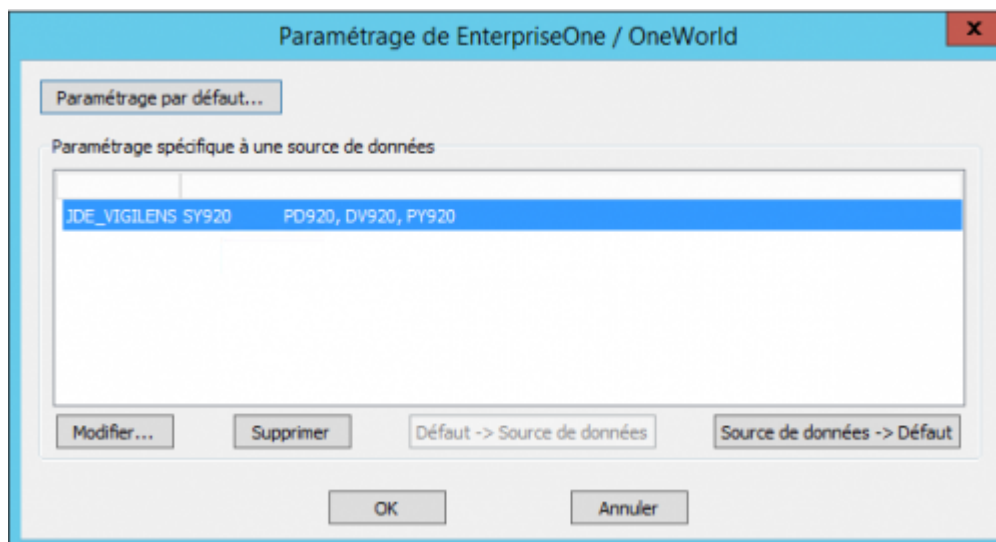 Paramétrage de EnterpriseOne / OneWorld
x
Paramétrage par défaut...
Paramétrage spécifique à une source de données
JDE_VIGILENS SY920 PD920, DV920, PY920
Modifier... Supprimer Défaut -> Source de données Source de données -> Défaut
OK Annuler